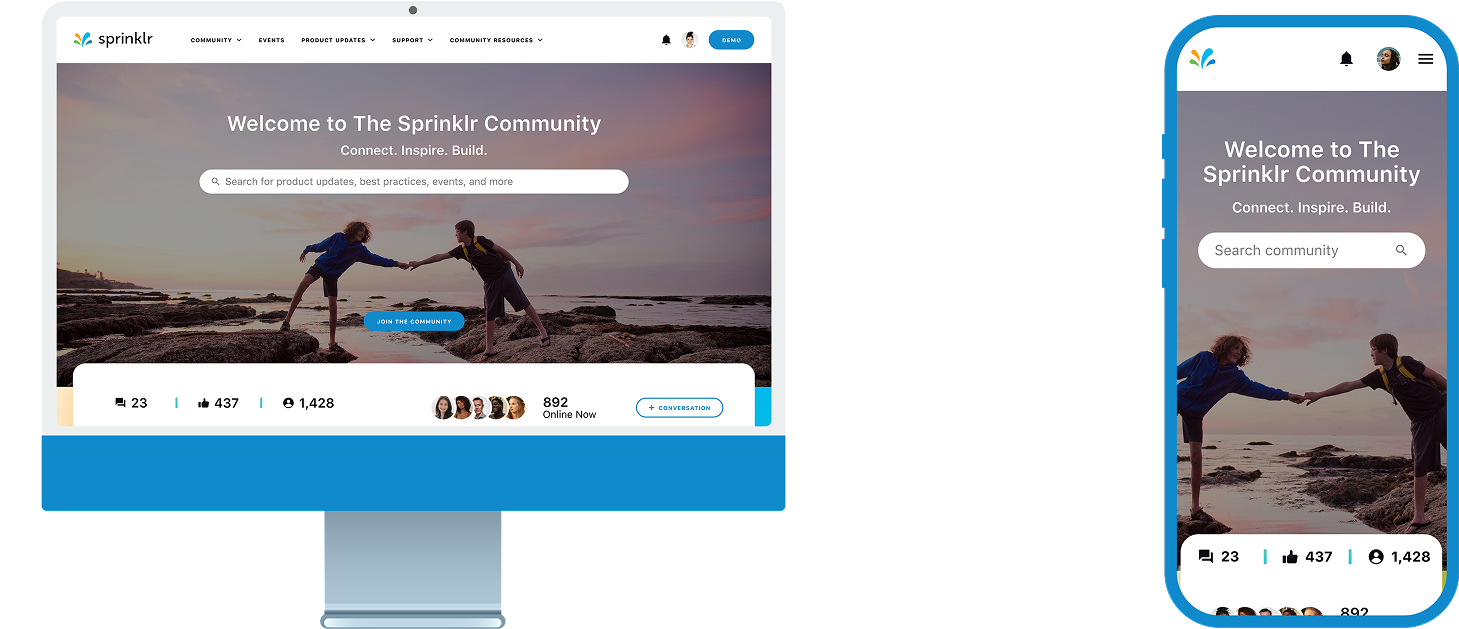 sprinklr
COMMUNITY EVENTS PRODUCT UPDATES SUPPORT COMMUNITY RESOURCES
DEMO
Welcome to The Sprinklr Community
Connect. Inspire. Build.
Search for product updates, best practices, events, and more
JOIN THE COMMUNITY
23 437 1,428
892
Online Now
+ CONVERSATION
Welcome to The
Sprinklr Community
Connect. Inspire. Build.
Search community
23 437 1,428
892